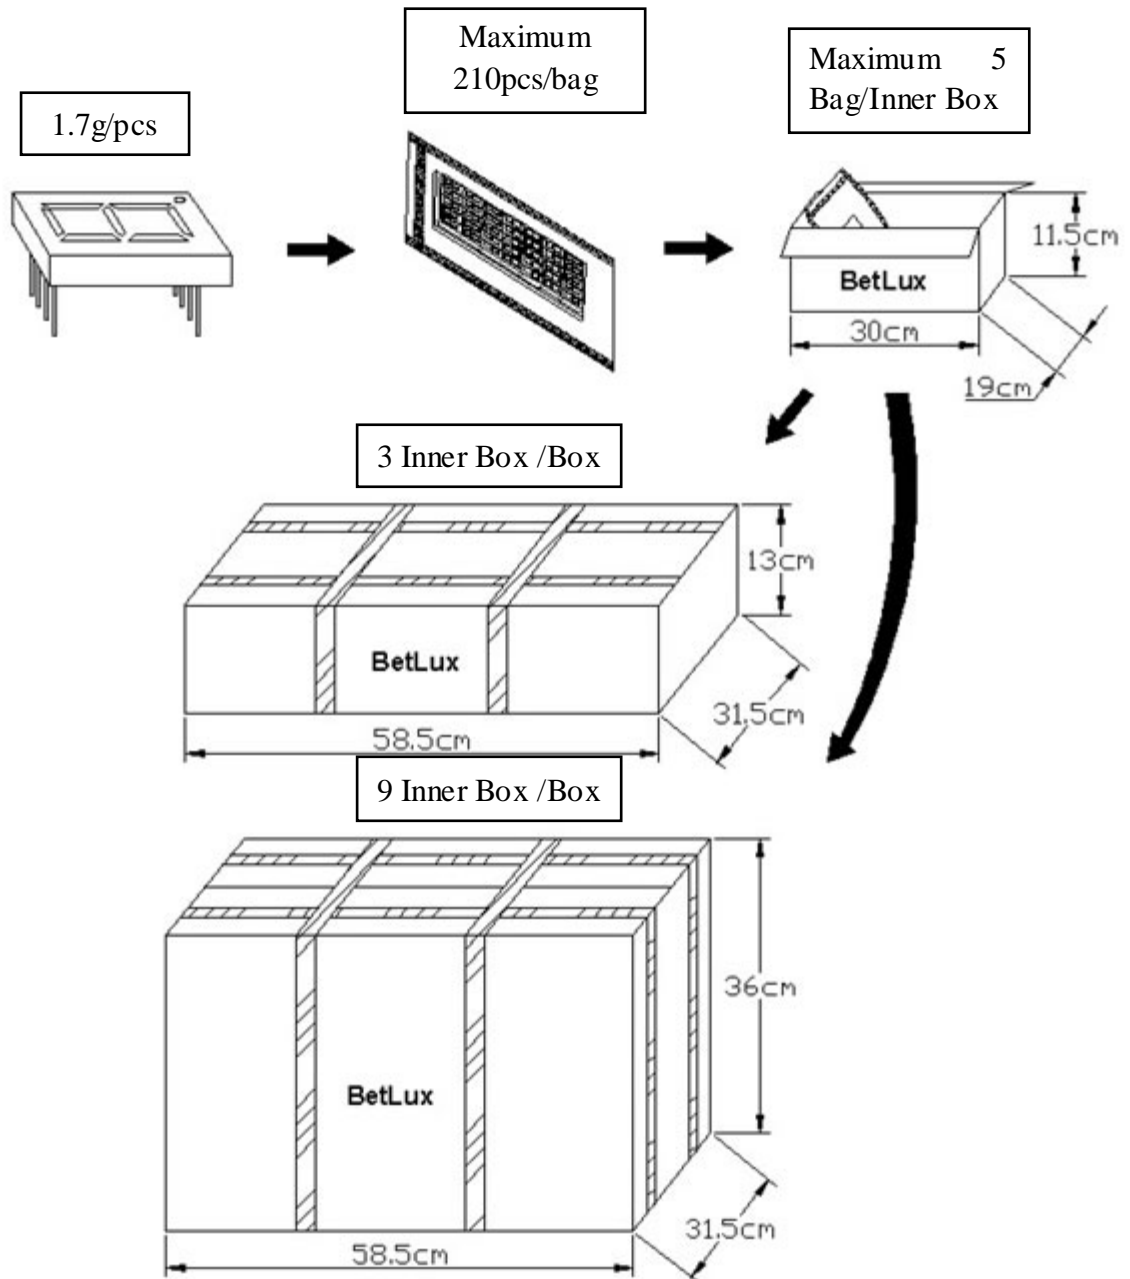 1.7g/pcs
Maximum
210pcs/bag
Maximum 5
Bag/Inner Box
BetLux
11.5cm
30cm
19cm
3 Inner Box /Box
BetLux
13cm
31.5cm
58.5cm
9 Inner Box /Box
BetLux
36cm
31.5cm
58.5cm